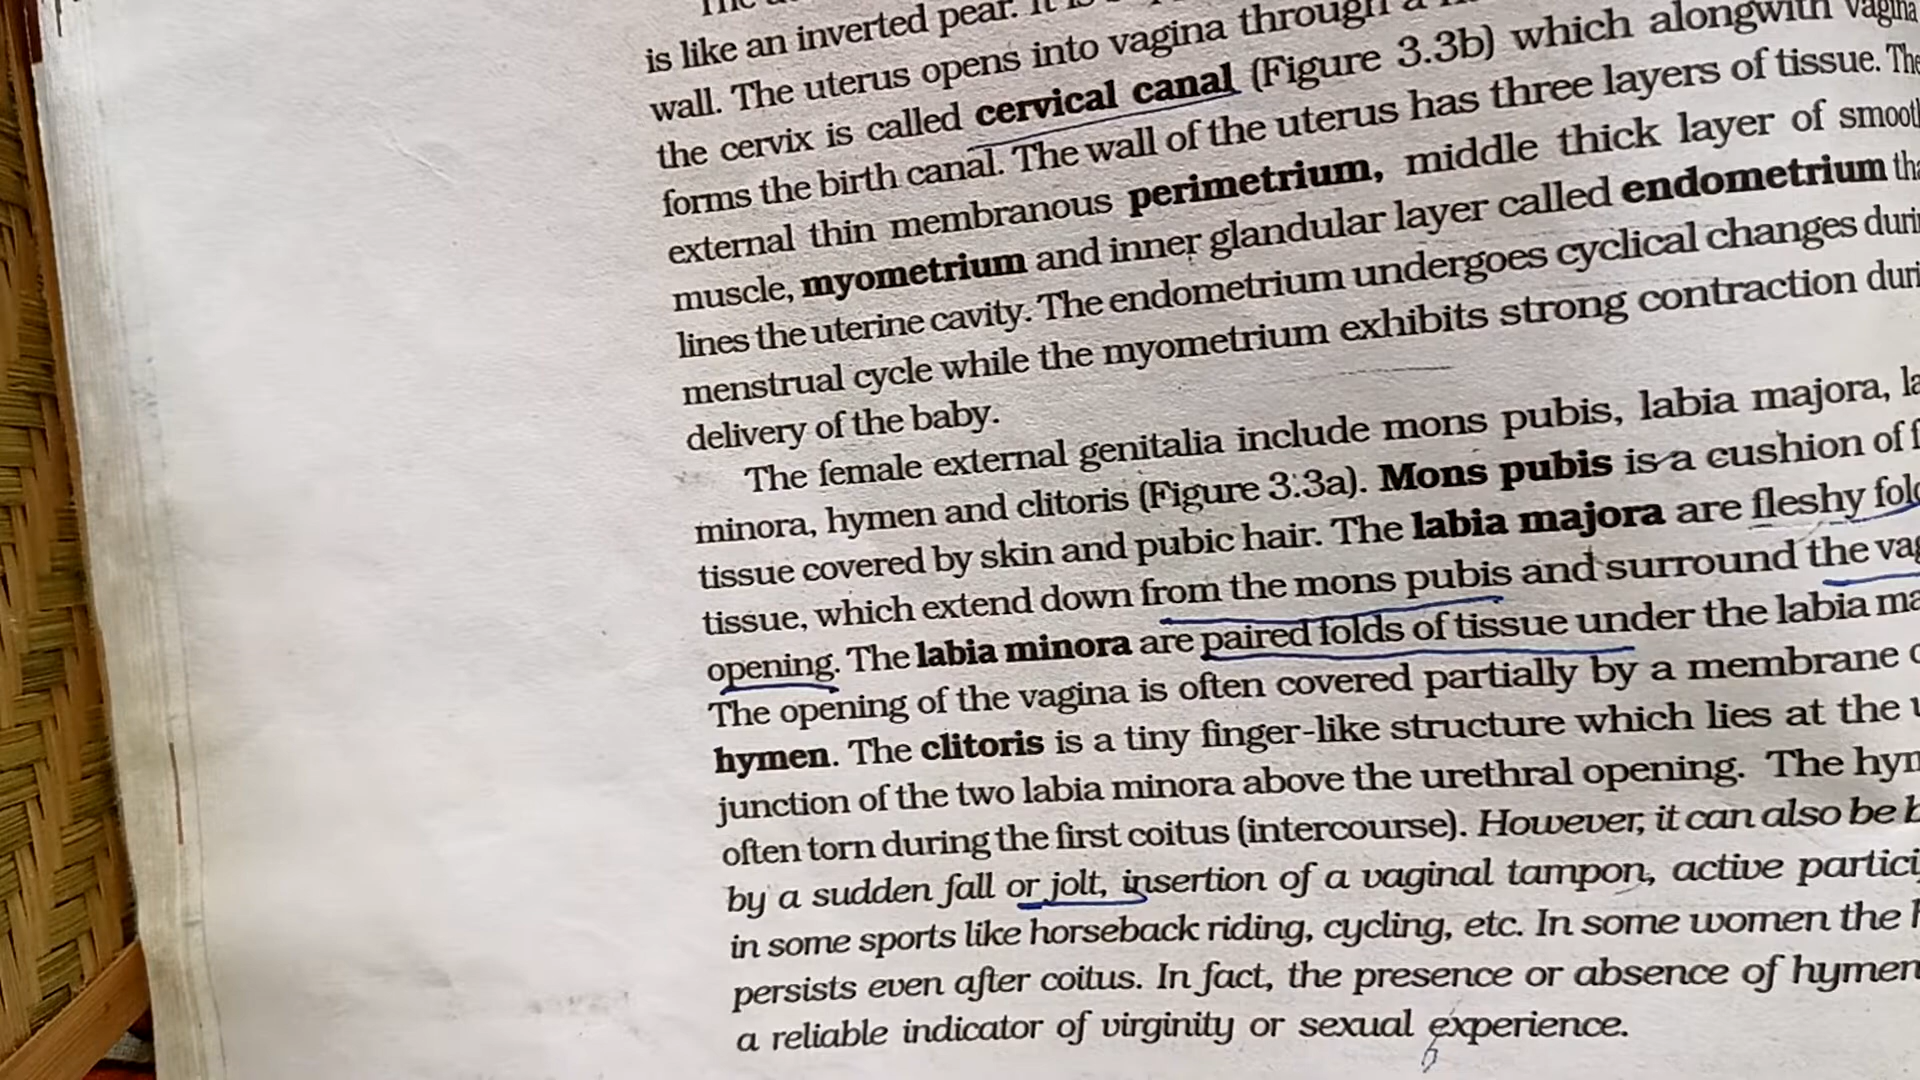 is like an inverted pear. It is
wall. The uterus opens into vagina through a
the cervix is called cervical canal (Figure 3.3b) which alongwith vagina
forms the birth canal. The wall of the uterus has three layers of tissue. The
external thin membranous perimetrium, middle thick layer of smooth
muscle, myometrium and inner glandular layer called endometrium tha
lines the uterine cavity. The endometrium undergoes cyclical changes duri
menstrual cycle while the myometrium exhibits strong contraction duri
delivery of the baby.
The female external genitalia include mons pubis, labia majora, la
minora, hymen and clitoris (Figure 3.3a). Mons pubis is a cushion of f
tissue covered by skin and pubic hair. The labia majora are fleshy fold
tissue, which extend down from the mons pubis and surround the vag
opening. The labia minora are paired folds of tissue under the labia ma
The opening of the vagina is often covered partially by a membrane c
hymen. The clitoris is a tiny finger-like structure which lies at the u
junction of the two labia minora above the urethral opening. The hym
often torn during the first coitus (intercourse). However, it can also be b
by a sudden fall or jolt, insertion of a vaginal tampon, active partici
in some sports like horseback riding, cycling, etc. In some women the h
persists even after coitus. In fact, the presence or absence of hymen
a reliable indicator of virginity or sexual experience.